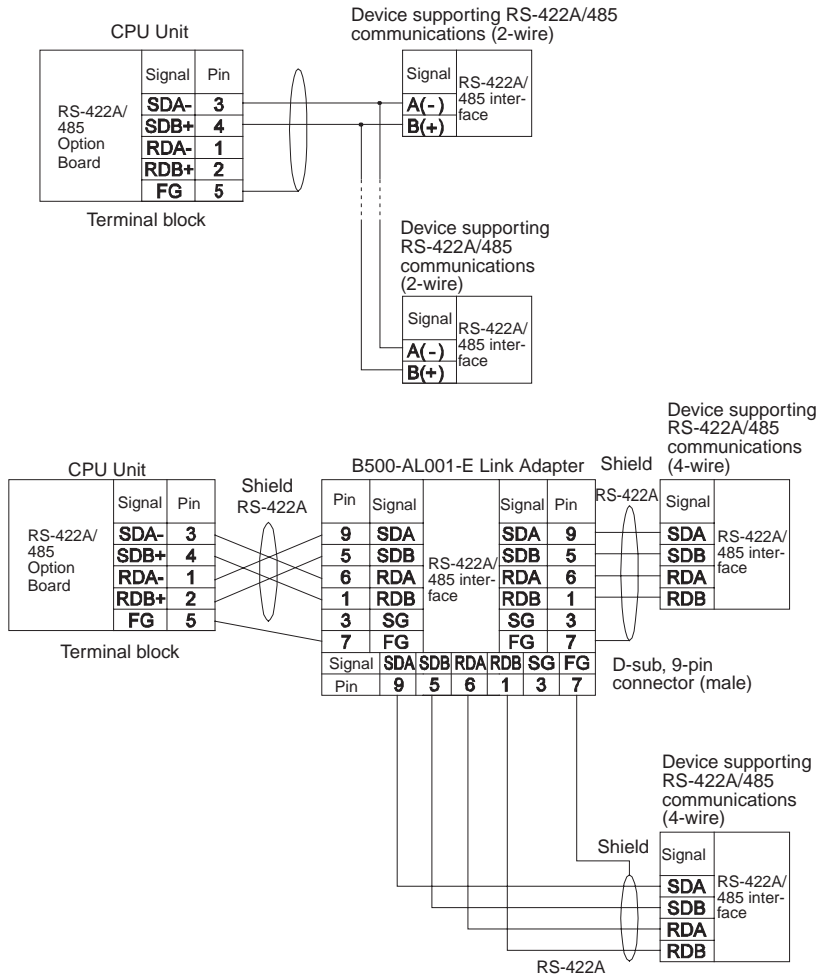 CPU Unit
Device supporting RS-422A/485
communications (2-wire)
RS-422A/
485
Option
Board
Signal Pin
SDA- 3
SDB+ 4
RDA- 1
RDB+ 2
FG 5
Terminal block
Signal
A(-)
B(+)
RS-422A/
485 inter-
face
Device supporting
RS-422A/485
communications
(2-wire)
Signal
A(-)
B(+)
RS-422A/
485 inter-
face
CPU Unit
RS-422A/
485
Option
Board
Signal Pin
SDA- 3
SDB+ 4
RDA- 1
RDB+ 2
FG 5
Terminal block
Shield
RS-422A
B500-AL001-E Link Adapter
Pin Signal
9 SDA
5 SDB
6 RDA
1 RDB
3 SG
7 FG
RS-422A/
485 inter-
face
Signal Pin
SDA 9
SDB 5
RDA 6
RDB 1
SG 3
FG 7
Signal SDA SDB RDA RDB SG FG
Pin 9 5 6 1 3 7
D-sub, 9-pin
connector (male)
Shield
RS-422A
Device supporting
RS-422A/485
communications
(4-wire)
Signal
SDA
SDB
RDA
RDB
RS-422A/
485 inter-
face
Device supporting
RS-422A/485
communications
(4-wire)
Shield
Signal
SDA
SDB
RDA
RDB
RS-422A/
485 inter-
face
RS-422A